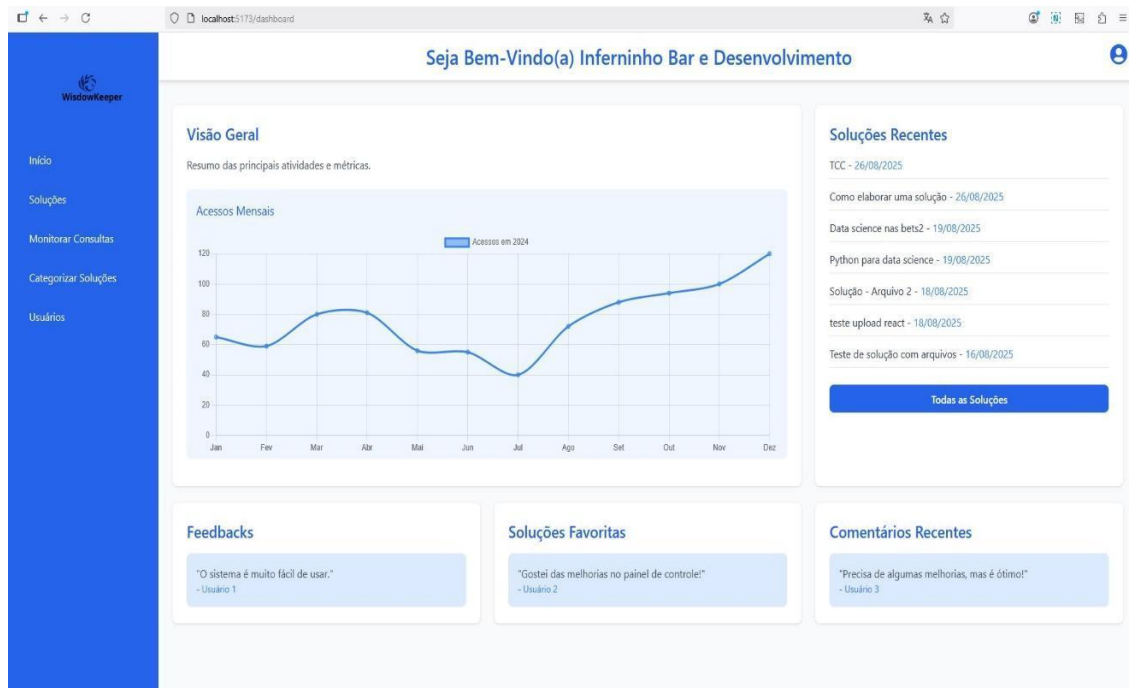 localhost:5173/dashboard
WisdowKeeper
Início
Soluções
Monitorar Consultas
Categorizar Soluções
Usuários
Seja Bem-Vindo(a) Inferninho Bar e Desenvolvimento
Visão Geral
Resumo das principais atividades e métricas.
Acessos Mensais
Acessos em 2024
120
100
80
60
40
20
0
Jan Fev Mar Abr Mai Jun Jul Ago Set Out Nov Dez
Soluções Recentes
TCC - 26/08/2025
Como elaborar uma solução - 26/08/2025
Data science nas bets2 - 19/08/2025
Python para data science - 19/08/2025
Solução - Arquivo 2 - 18/08/2025
teste upload react - 18/08/2025
Teste de solução com arquivos - 16/08/2025
Todas as Soluções
Feedbacks
"O sistema é muito fácil de usar."
- Usuário 1
Soluções Favoritas
"Gostei das melhorias no painel de controle!"
- Usuário 2
Comentários Recentes
"Precisa de algumas melhorias, mas é ótimo!"
- Usuário 3